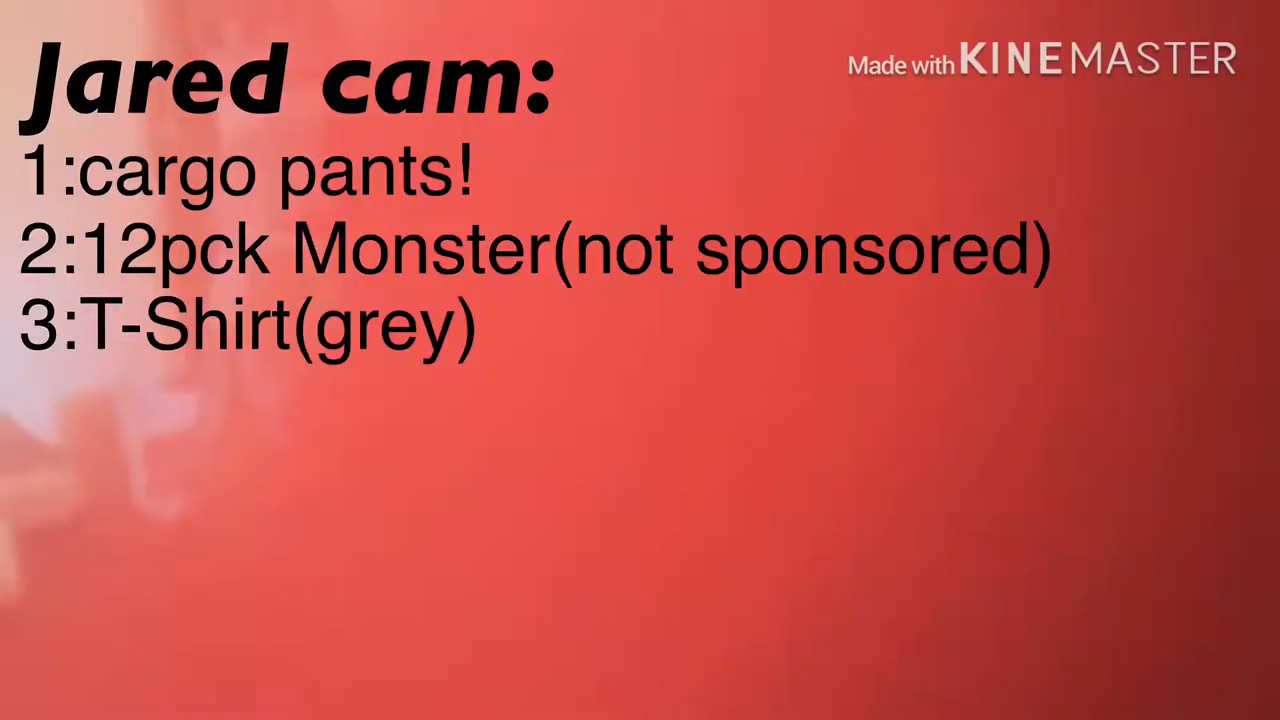 Jared cam:
Made with KINEMASTER
1:cargo pants!
2:12pck Monster(not sponsored)
3:T-Shirt(grey)